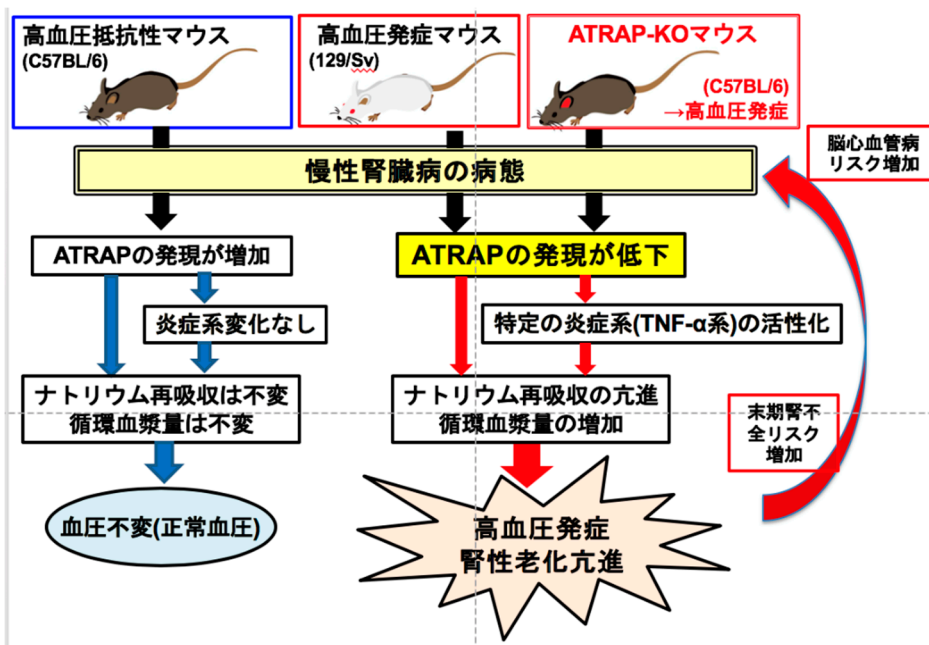 高血圧抵抗性マウス
(C57BL/6)
高血圧発症マウス
(129/Sv)
ATRAP-KOマウス
(C57BL/6)
→高血圧発症
脳心血管病
リスク増加
慢性腎臓病の病態
ATRAPの発現が増加
ATRAPの発現が低下
炎症系変化なし
特定の炎症系(TNF-α系)の活性化
ナトリウム再吸収は不変
循環血漿量は不変
ナトリウム再吸収の亢進
循環血漿量の増加
末期腎不
全リスク
増加
血圧不変(正常血圧)
高血圧発症
腎性老化亢進